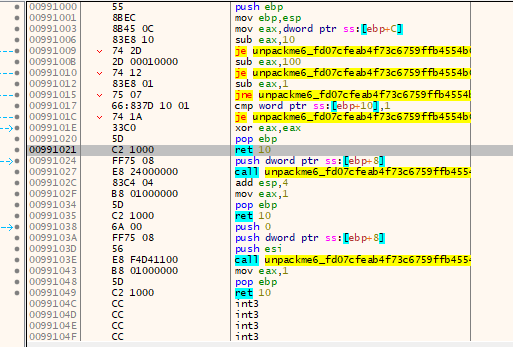 00991000 55 push ebp
00991001 8BEC mov ebp,esp
00991003 8B45 0C mov eax,dword ptr ss:[ebp+C]
00991006 83E8 10 sub eax,10
00991009 74 2D je unpackme6_fd07cfeab4f73c6759ffb4554b
0099100B 2D 00010000 sub eax,100
00991010 74 12 je unpackme6_fd07cfeab4f73c6759ffb4554b
00991012 83E8 01 sub eax,1
00991015 75 07 jne unpackme6_fd07cfeab4f73c6759ffb4554b
00991017 66:837D 10 01 cmp word ptr ss:[ebp+10],1
0099101C 74 1A je unpackme6_fd07cfeab4f73c6759ffb4554b
0099101E 33C0 xor eax,eax
00991020 5D pop ebp
00991021 C2 1000 ret 10
00991024 FF75 08 push dword ptr ss:[ebp+8]
00991027 E8 24000000 call unpackme6_fd07cfeab4f73c6759ffb4554
0099102C 83C4 04 add esp,4
0099102F B8 01000000 mov eax,1
00991034 5D pop ebp
00991035 C2 1000 ret 10
00991038 6A 00 push 0
0099103A FF75 08 push dword ptr ss:[ebp+8]
0099103D 56 push esi
0099103E E8 F4D41100 call unpackme6_fd07cfeab4f73c6759ffb4554
00991043 B8 01000000 mov eax,1
00991048 5D pop ebp
00991049 C2 1000 ret 10
0099104C CC int3
0099104D CC int3
0099104E CC int3
0099104F CC int3